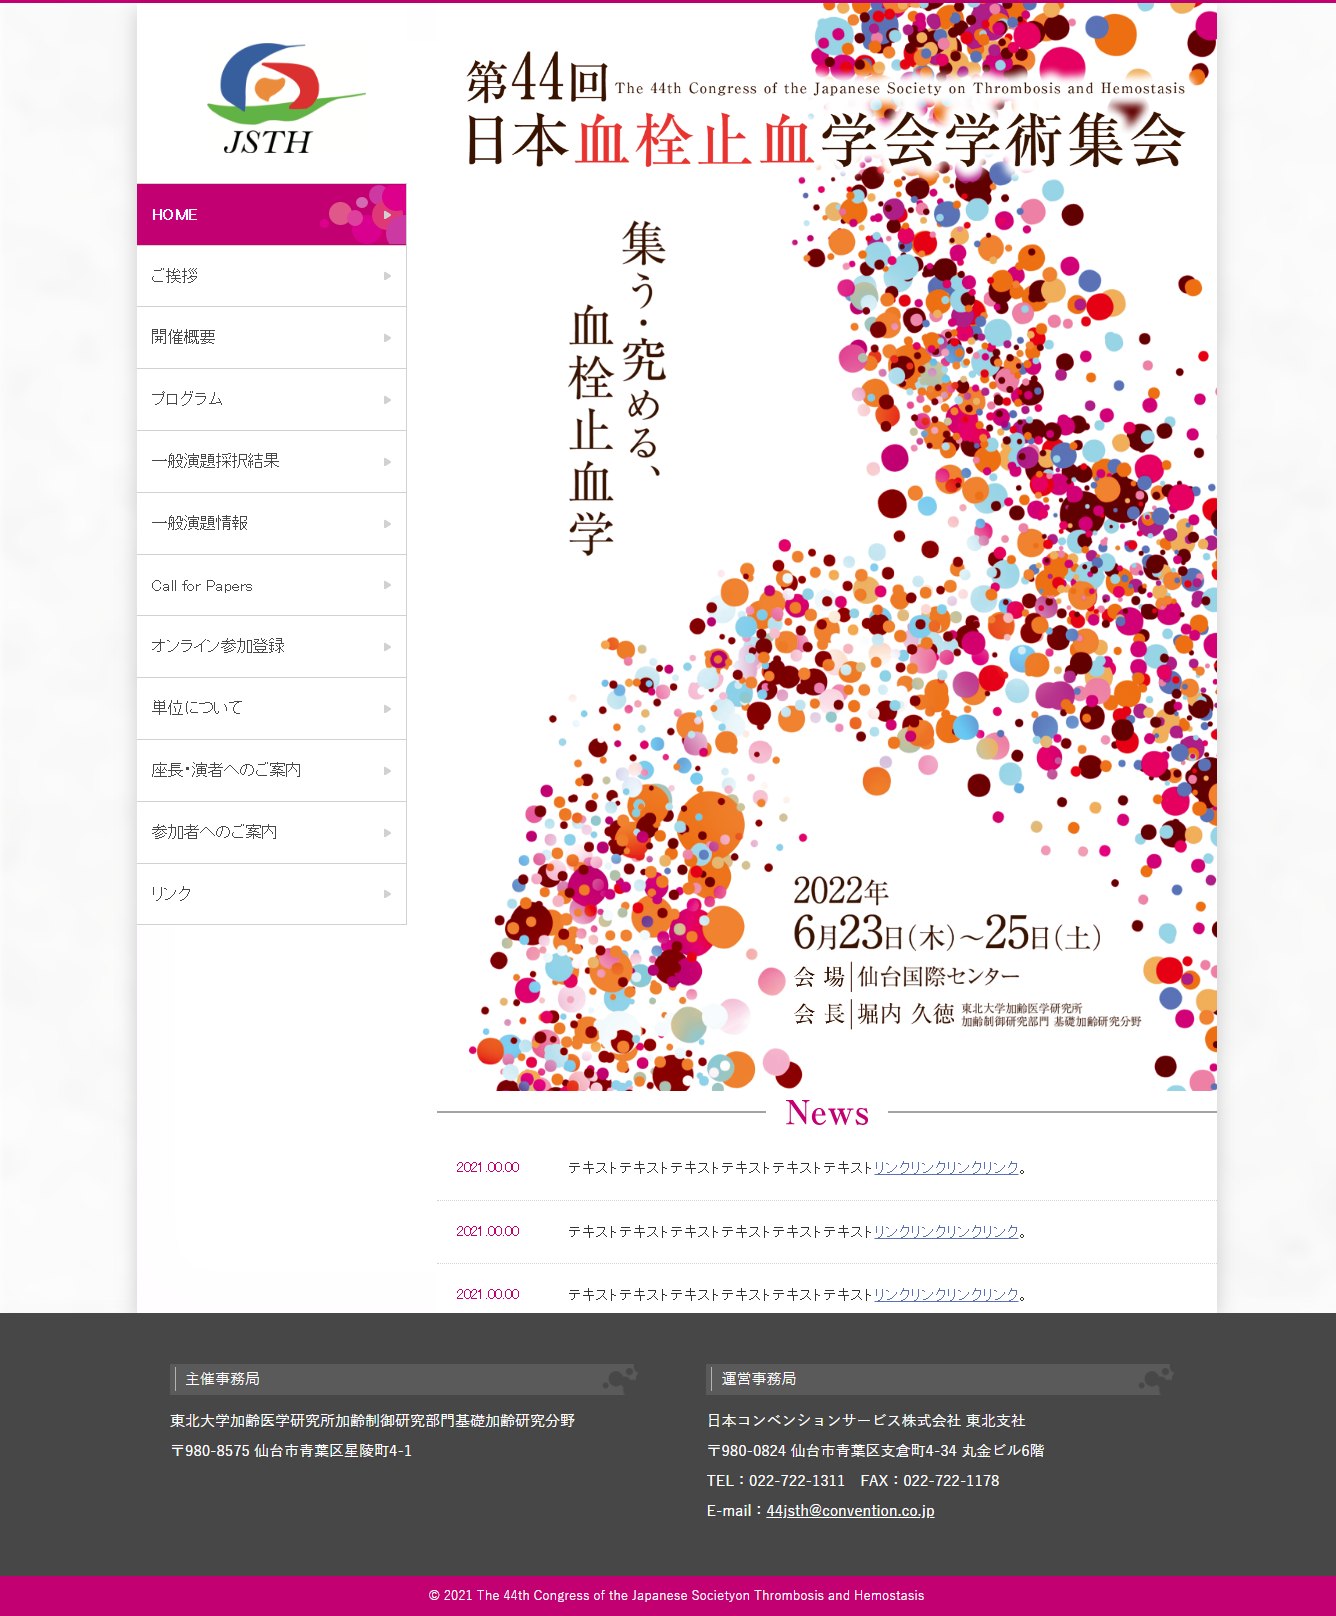 JSTH
HOME
ご挨拶
開催概要
プログラム
一般演題採択結果
一般演題情報
Call for Papers
オンライン参加登録
単位について
座長・演者へのご案内
参加者へのご案内
リンク
第44回 The 44th Congress of the Japanese Society on Thrombosis and Hemostasis
日本血栓止血学会学術集会
集う・究める、
血栓止血学
2022年
6月23日(木)～25日(土)
会 場 仙台国際センター
会 長 堀内 久徳 東北大学加齢医学研究所
加齢制御研究部門 基礎加齢研究分野
News
2021.00.00 テキストテキストテキストテキストテキストテキストリンクリンクリンクリンク。
2021.00.00 テキストテキストテキストテキストテキストテキストリンクリンクリンクリンク。
2021.00.00 テキストテキストテキストテキストテキストテキストリンクリンクリンクリンク。
主催事務局
東北大学加齢医学研究所加齢制御研究部門基礎加齢研究分野
〒980-8575 仙台市青葉区星陵町4-1
運営事務局
日本コンベンションサービス株式会社 東北支社
〒980-0824 仙台市青葉区支倉町4-34 丸金ビル6階
TEL：022-722-1311　FAX：022-722-1178
E-mail：44jsth@convention.co.jp
© 2021 The 44th Congress of the Japanese Societyon Thrombosis and Hemostasis